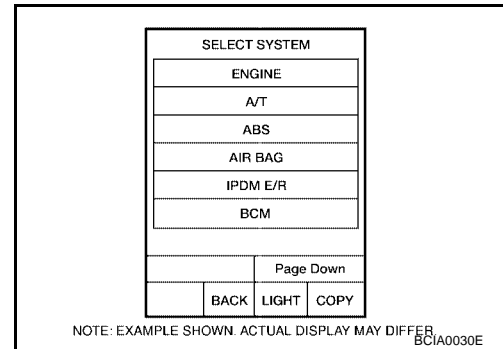 SELECT SYSTEM
ENGINE
A/T
ABS
AIR BAG
IPDM E/R
BCM
Page Down
BACK LIGHT COPY
NOTE: EXAMPLE SHOWN. ACTUAL DISPLAY MAY DIFFER.
BCIA0030E